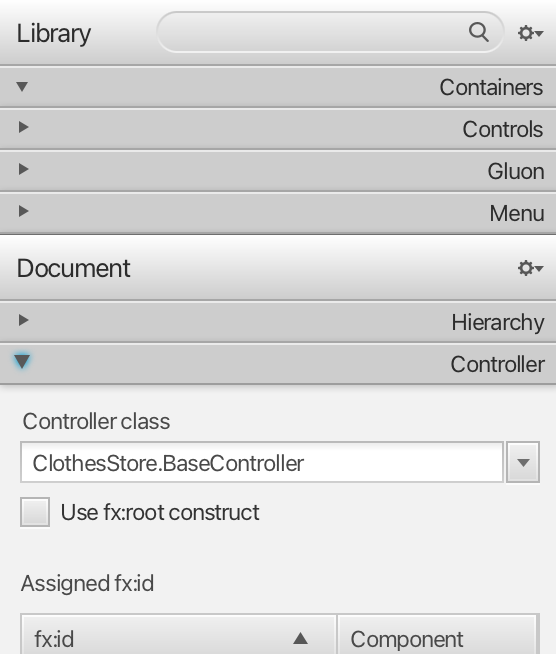 Library
Containers
Controls
Gluon
Menu
Document
Hierarchy
Controller
Controller class
ClothesStore.BaseController
Use fx:root construct
Assigned fx:id
fx:id Component